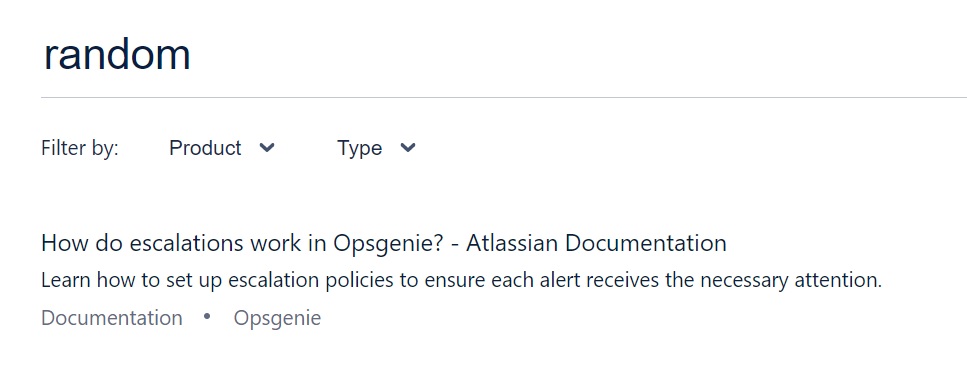 random
Filter by: Product Type
How do escalations work in Opsgenie? - Atlassian Documentation
Learn how to set up escalation policies to ensure each alert receives the necessary attention.
Documentation • Opsgenie